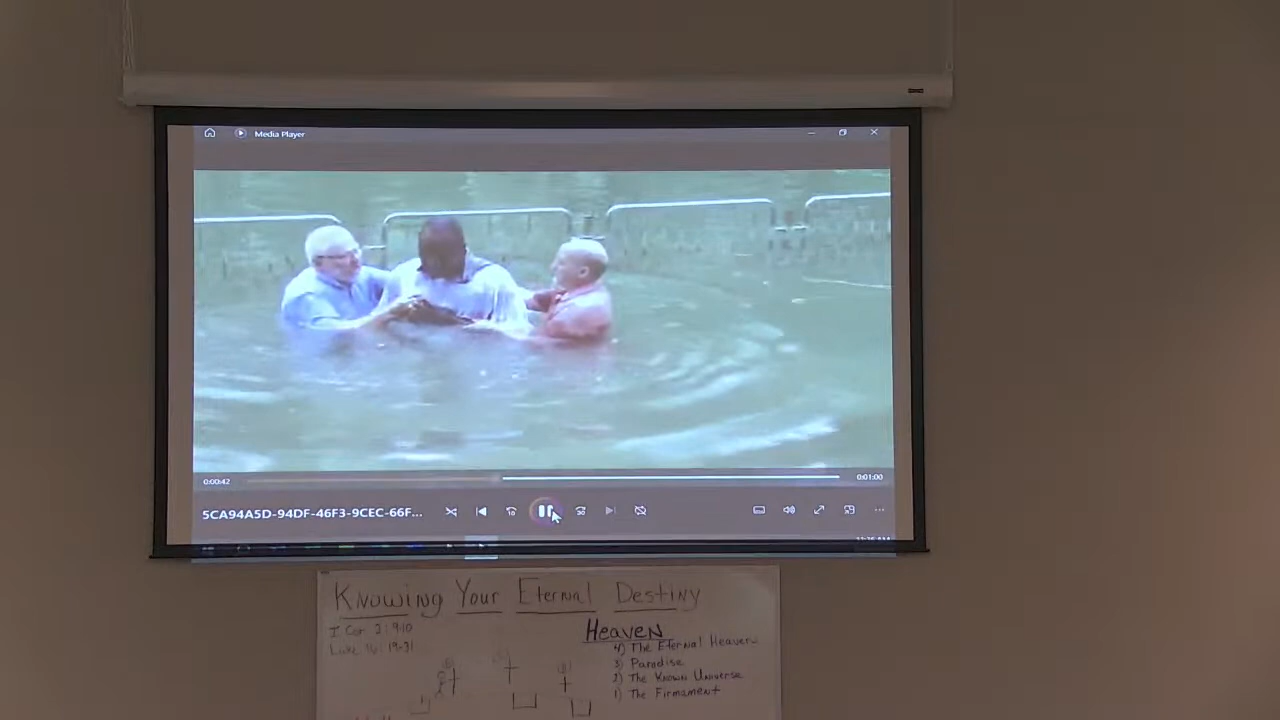 Media Player
0:00:42
0:01:00
5CA94A5D-94DF-46F3-9CEC-66F...
Knowing Your Eternal Destiny
I Cor 2:9-10
Luke 16:19-31
Heaven
4) The Eternal Heaven
3) Paradise
2) The Known Universe
1) The Firmament